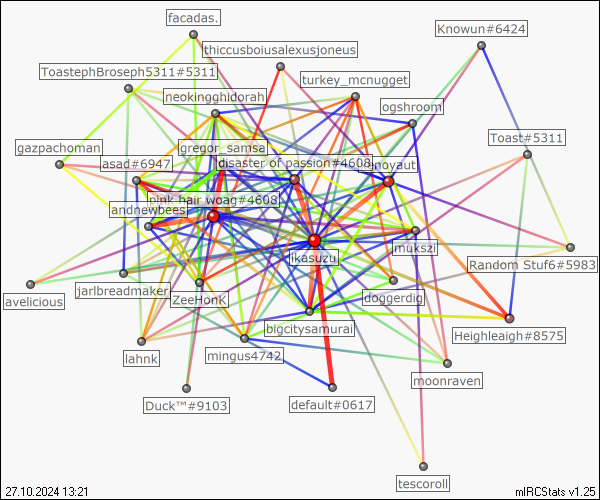 facadas.
Knowun#6424
thiccusboiusalexusjoneus
ToastephBroseph5311#5311
turkey_mcnugget
neokingghidorah
ogshroom
Toast#5311
gazpachoman
gregor_samsa
asad#6947
disaster of passion#4608
pink hair woag#4608
andnewbees
mukszi
ikasuzu
Random Stuf6#5983
avelicious
jarlbreadmaker
ZeeHonK
doggerdig
bigcitysamurai
Heighleigh#8575
lahnk
mingus4742
moonraven
Duck™#9103
default#0617
tescoroll
27.10.2024 13:21
mIRCStats v1.25